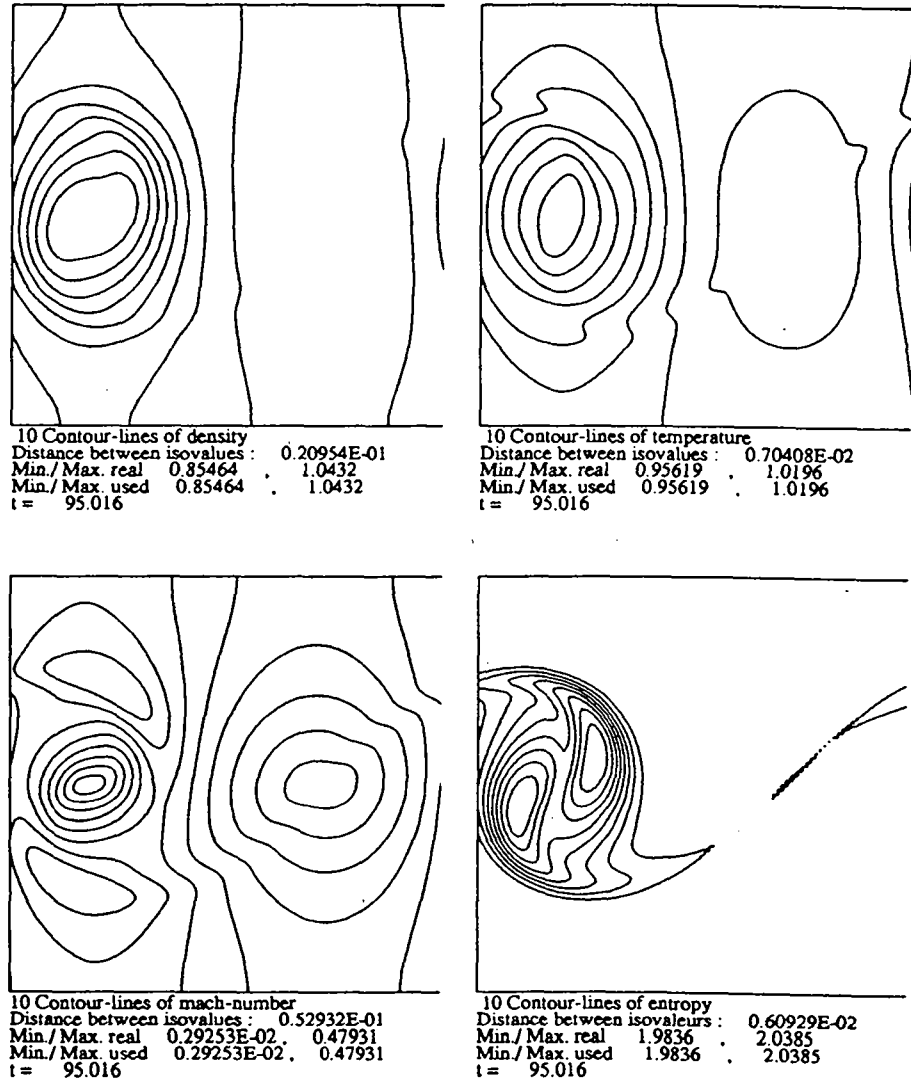 10 Contour-lines of density
Distance between isovalues : 0.20954E-01
Min./ Max. real 0.85464 , 1.0432
Min./ Max. used 0.85464 , 1.0432
t = 95.016
10 Contour-lines of temperature
Distance between isovalues : 0.70408E-02
Min./ Max. real 0.95619 , 1.0196
Min./ Max. used 0.95619 , 1.0196
t = 95.016
10 Contour-lines of mach-number
Distance between isovalues : 0.52932E-01
Min./ Max. real 0.29253E-02 , 0.47931
Min./ Max. used 0.29253E-02 , 0.47931
t = 95.016
10 Contour-lines of entropy
Distance between isovaleurs : 0.60929E-02
Min./ Max. real 1.9836 , 2.0385
Min./ Max. used 1.9836 , 2.0385
t = 95.016